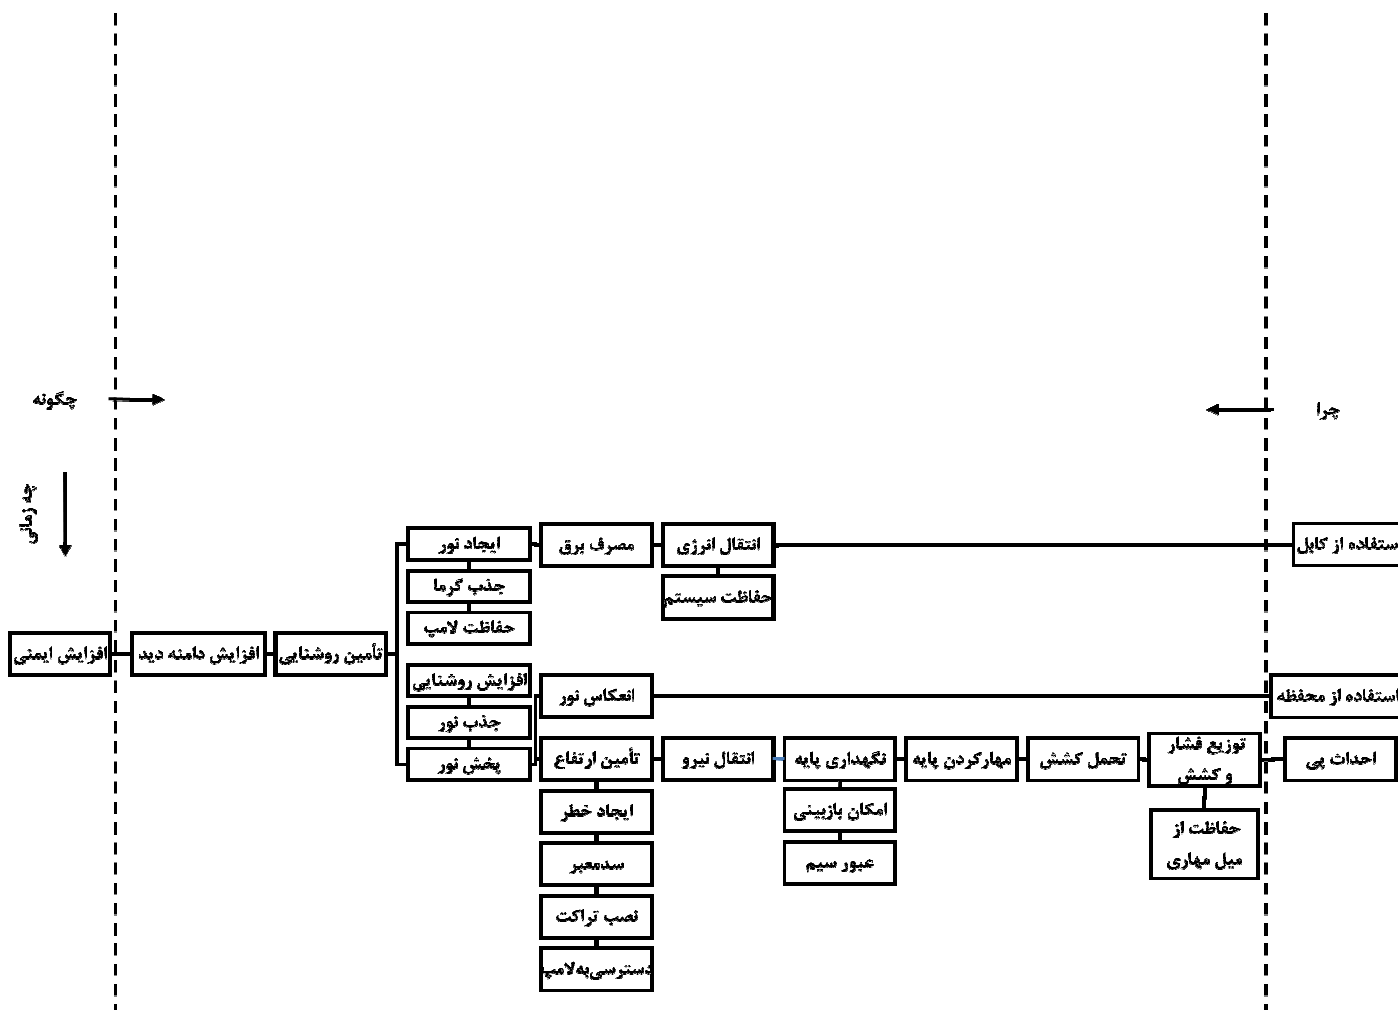 چگونه
چرا
چه زمانی
ایجاد نور
مصرف برق
انتقال انرژی
ستفاده از کابل
جذب گرما
حفاظت سیستم
حفاظت لامپ
افزایش ایمنی
افزایش دامنه دید
تأمین روشنایی
افزایش روشنایی
انعکاس نور
استفاده از محفظه
جذب نور
پخش نور
تأمین ارتفاع
انتقال نیرو
نگهداری پایه
مهارکردن پایه
تحمل کشش
توزیع فشار
و کشش
احداث پی
ایجاد خطر
امکان بازبینی
حفاظت از
میل مهاری
سدمعبر
عبور سیم
نصب تراکت
دسترسی‌به‌لامپ